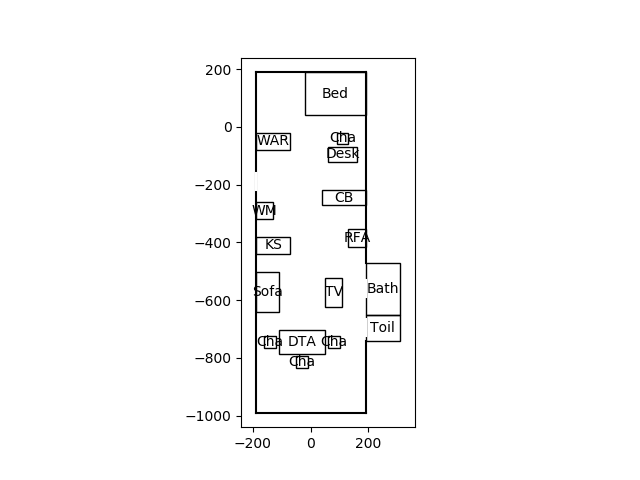 200
0
−200
−400
−600
−800
−1000
−200
0
200
Bed
WAR
Cha
Desk
CB
WM
RFA
KS
Sofa
TV
Bath
Toil
Cha
DTA
Cha
Cha